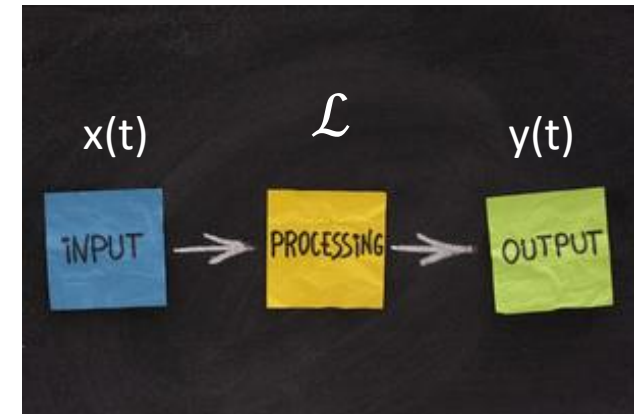 x(t) ℒ y(t)
iNPUT PROCESSiNG OUTPUT